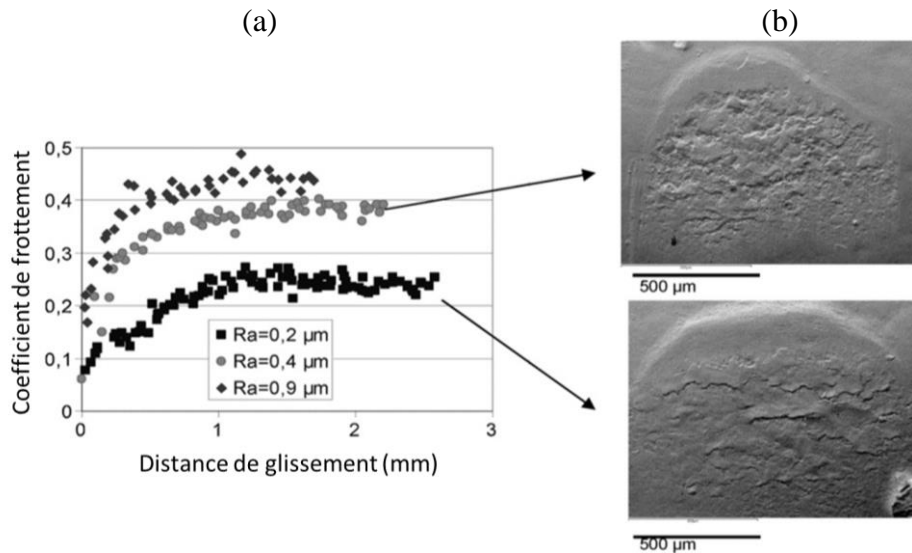 (a)
(b)
Coefficient de frottement
0,5
0,4
0,3
0,2
0,1
0
Ra=0,2 µm
Ra=0,4 µm
Ra=0,9 µm
0
1
2
3
Distance de glissement (mm)
500 µm
500 µm